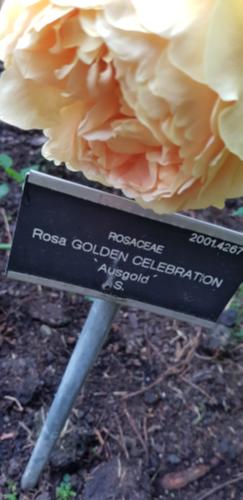 ROSACEAE 20014267
Rosa GOLDEN CELEBRATION
'Ausgold'
S.